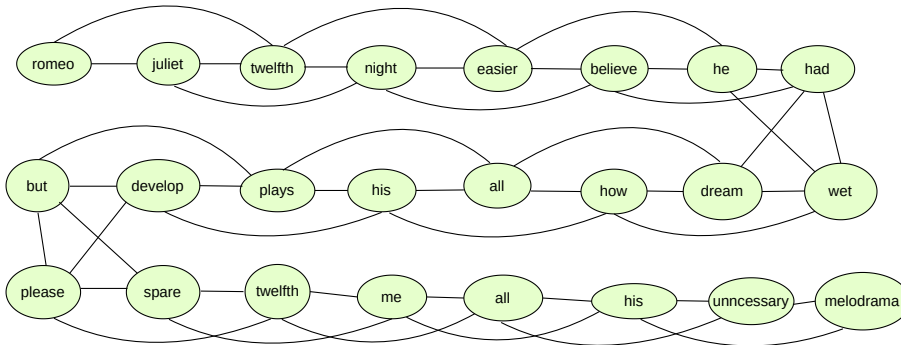 romeo juliet twelfth night easier believe he had
but develop plays his all how dream wet
please spare twelfth me all his unncessary melodrama